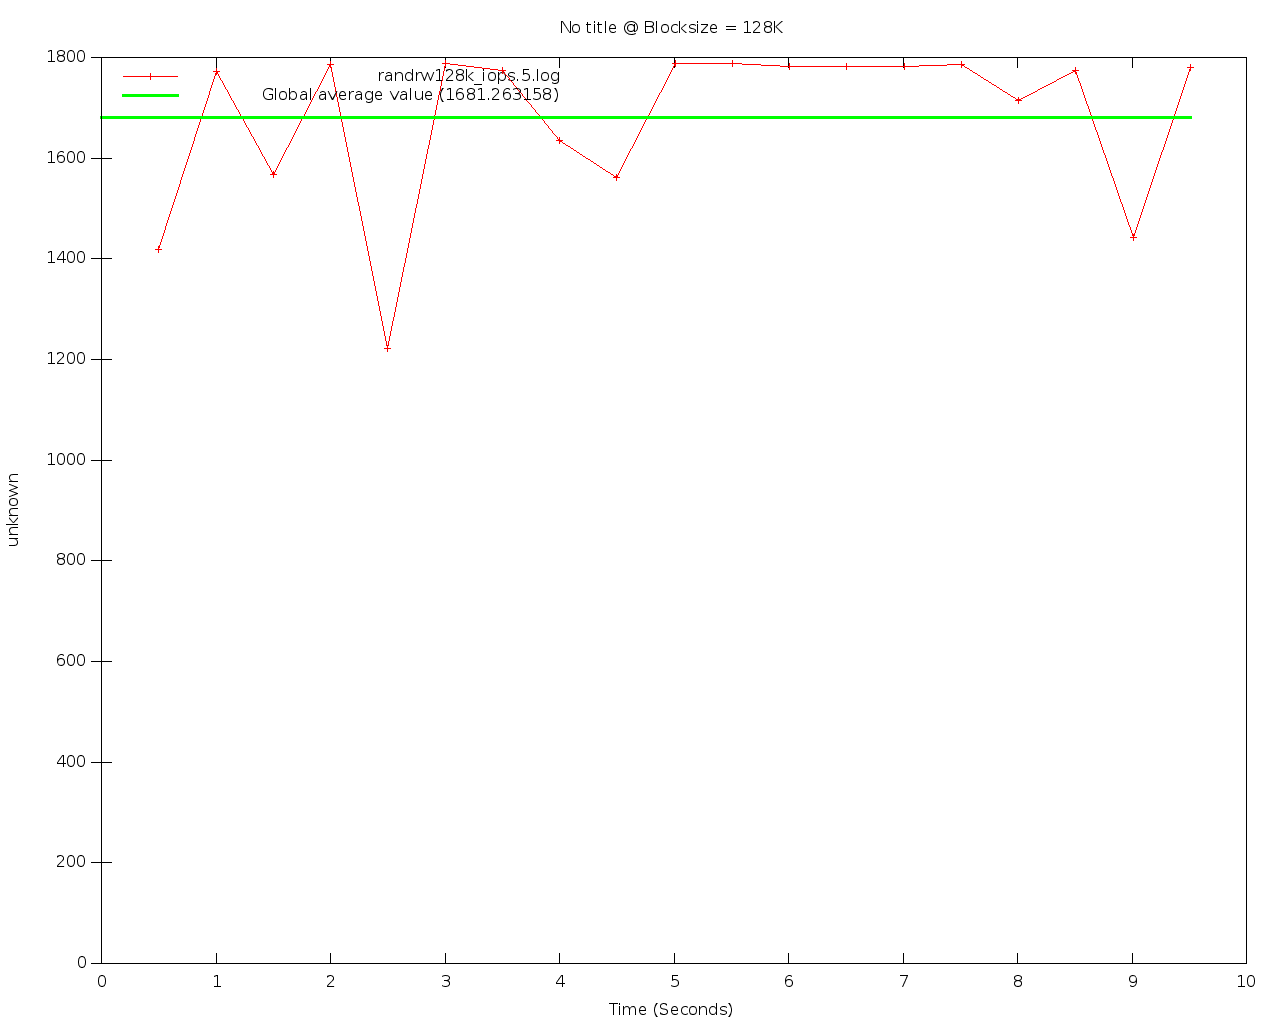 No title @ Blocksize = 128K
randrw128k_iops.5.log
Global average value (1681.263158)
1800
1600
1400
1200
1000
800
600
400
200
0
unknown
0 1 2 3 4 5 6 7 8 9 10
Time (Seconds)